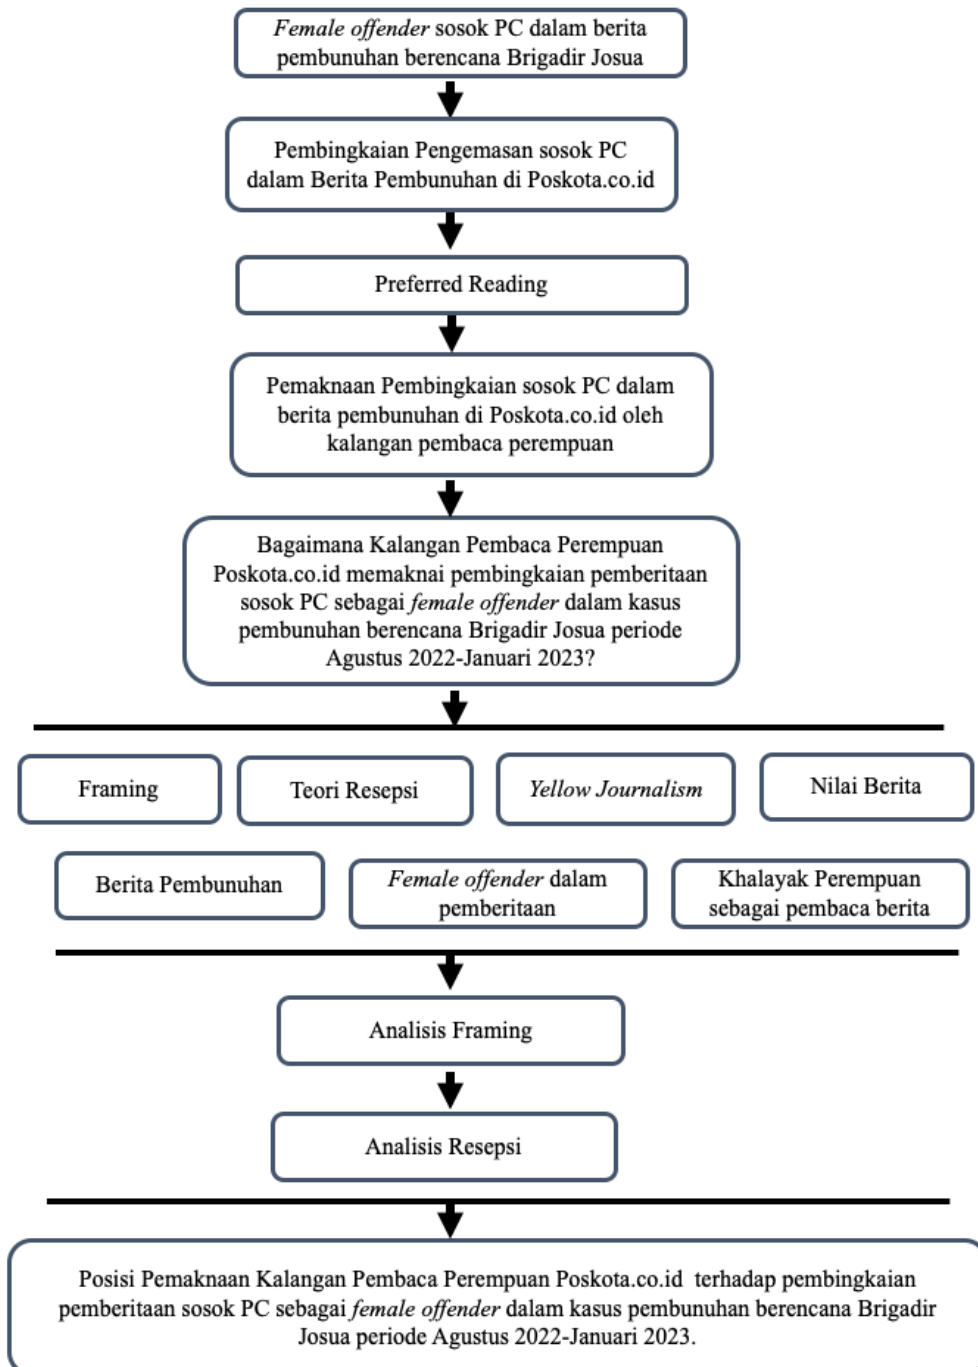 Female offender sosok PC dalam berita
pembunuhan berencana Brigadir Josua
Pembingkaian Pengemasan sosok PC
dalam Berita Pembunuhan di Poskota.co.id
Preferred Reading
Pemaknaan Pembingkaian sosok PC dalam
berita pembunuhan di Poskota.co.id oleh
kalangan pembaca perempuan
Bagaimana Kalangan Pembaca Perempuan
Poskota.co.id memaknai pembingkaian pemberitaan
sosok PC sebagai female offender dalam kasus
pembunuhan berencana Brigadir Josua periode
Agustus 2022-Januari 2023?
Framing
Teori Resepsi
Yellow Journalism
Nilai Berita
Berita Pembunuhan
Female offender dalam
pemberitaan
Khalayak Perempuan
sebagai pembaca berita
Analisis Framing
Analisis Resepsi
Posisi Pemaknaan Kalangan Pembaca Perempuan Poskota.co.id terhadap pembingkaian
pemberitaan sosok PC sebagai female offender dalam kasus pembunuhan berencana Brigadir
Josua periode Agustus 2022-Januari 2023.